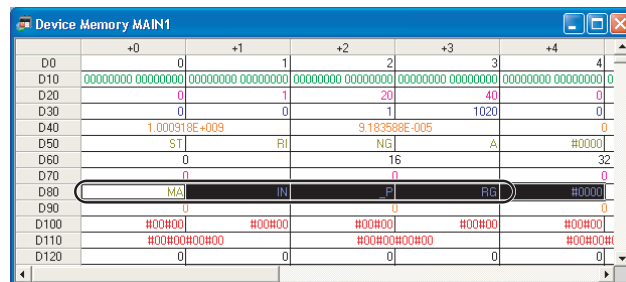 Device Memory MAIN1
+0 +1 +2 +3 +4
D0 0 1 2 3 4
D10 00000000 00000000 00000000 00000000 00000000 00000000 00000000 00000000 00000000 00000000 0
D20 0 1 20 40 0
D30 0 0 1 1020 0
D40 1.000918E+009 9.183588E-005 0
D50 ST RI NG A #0000
D60 0 16 32
D70 0 0 0
D80 MA IN _P RG #0000
D90 0 0 0
D100 #00#00 #00#00 #00#00 #00#00 #00#00
D110 #00#00#00#00 #00#00#00#00 #00#00#
D120 0 0 0 0 0